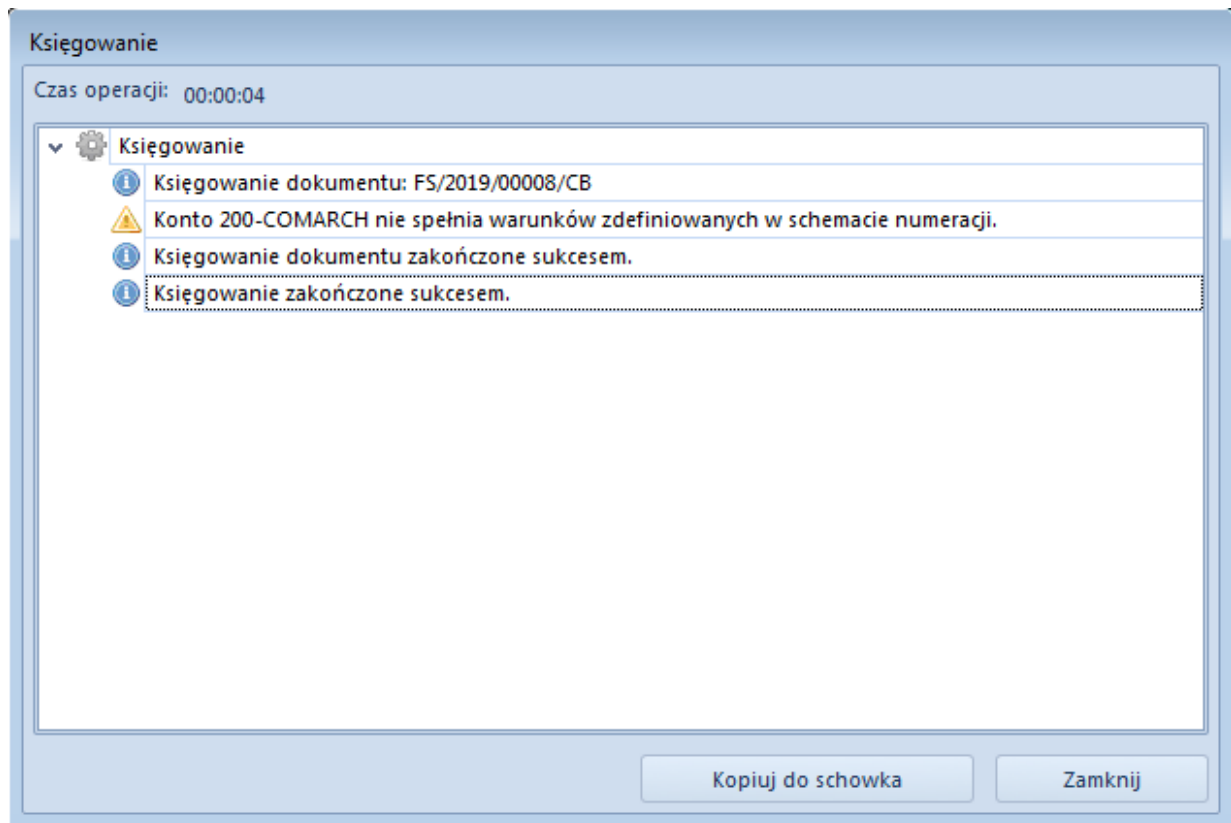 Księgowanie
Czas operacji: 00:00:04
Księgowanie
Księgowanie dokumentu: FS/2019/00008/CB
Konto 200-COMARCH nie spełnia warunków zdefiniowanych w schemacie numeracji.
Księgowanie dokumentu zakończone sukcesem.
Księgowanie zakończone sukcesem.
Kopiuj do schowka Zamknij